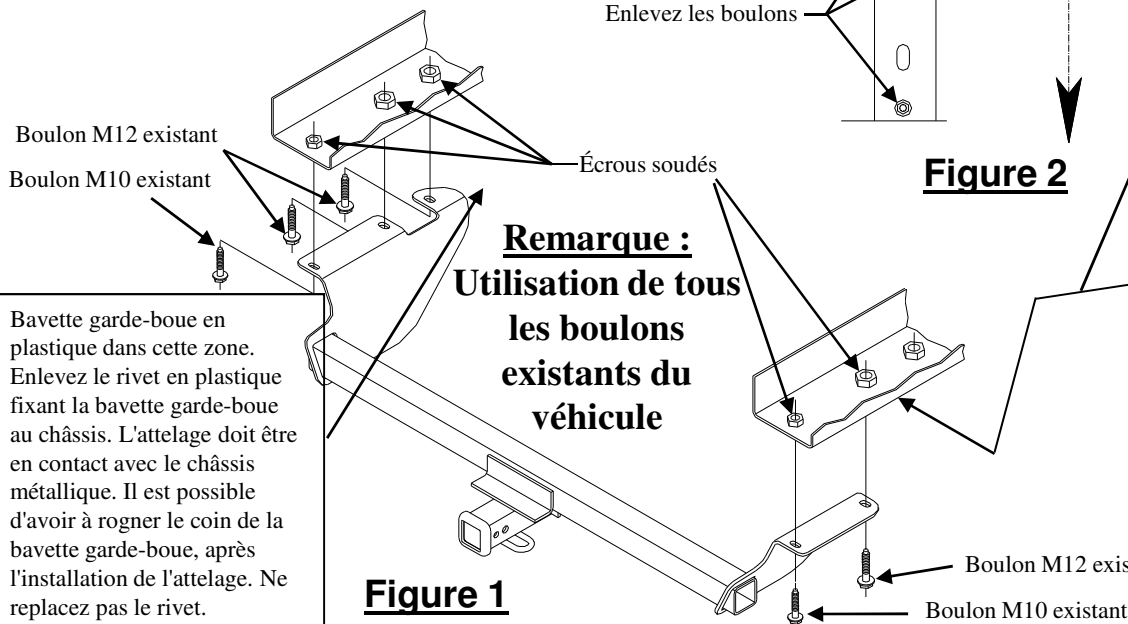 Enlevez les boulons
Boulon M12 existant
Boulon M10 existant
Écrous soudés
Figure 2
Remarque :
Utilisation de tous
les boulons
existants du
véhicule
Bavette garde-boue en
plastique dans cette zone.
Enlevez le rivet en plastique
fixant la bavette garde-boue
au châssis. L'attelage doit être
en contact avec le châssis
métallique. Il est possible
d'avoir à rogner le coin de la
bavette garde-boue, après
l'installation de l'attelage. Ne
replacez pas le rivet.
Figure 1
Boulon M12 exis
Boulon M10 existant